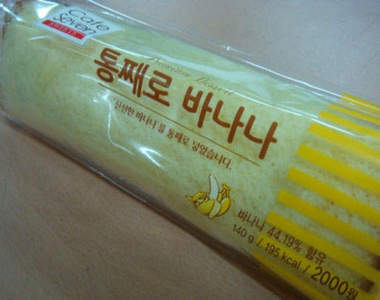 Cafe
Seven
통째로 바나나
"신선한 바나나"를 통째로 넣었습니다.
바나나 44.19% 함유
140 g / 195 kcal / 2000원